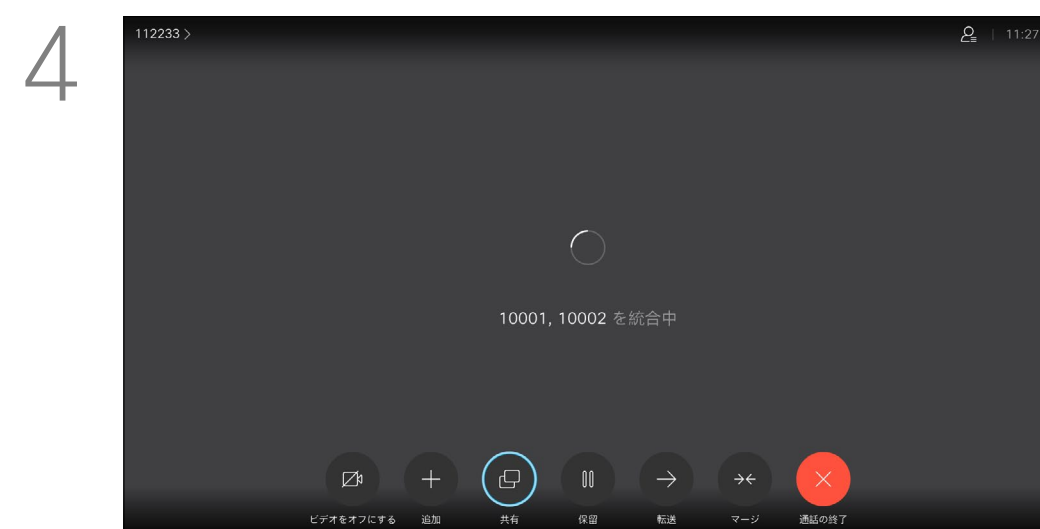 4
112233 >
11:27
10001, 10002 を統合中
ビデオをオフにする 追加 共有 保留 転送 マージ 通話の終了